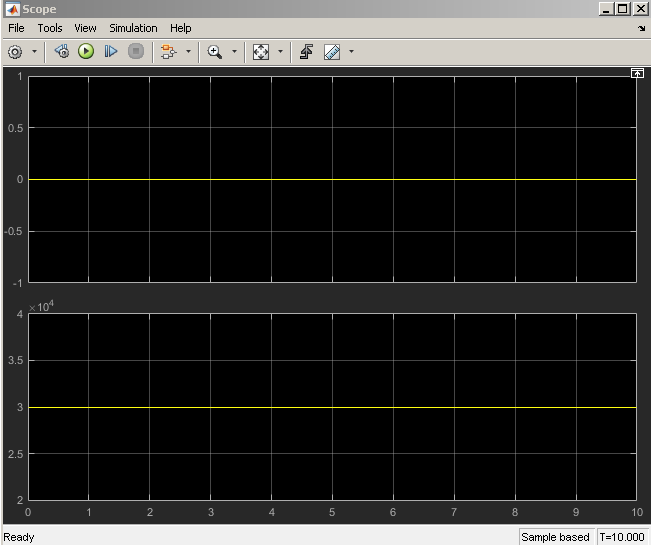 Scope
File Tools View Simulation Help
1
0.5
0
-0.5
-1
×10⁴
4
3.5
3
2.5
2
0 1 2 3 4 5 6 7 8 9 10
Ready Sample based T=10.000